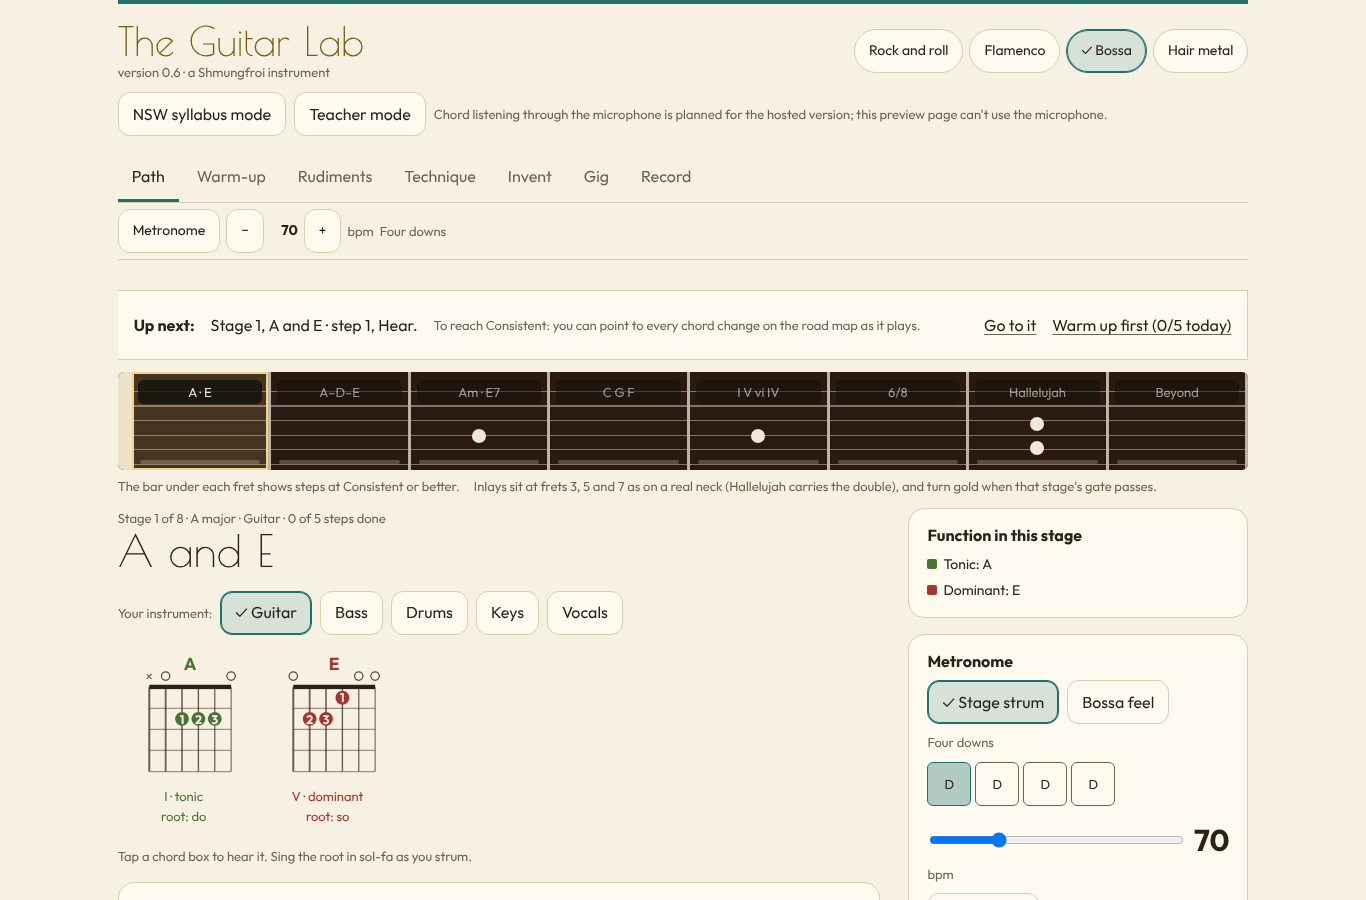 The Guitar Lab
version 0.6 · a Shmungfroi instrument
Rock and roll
Flamenco
✓ Bossa
Hair metal
NSW syllabus mode
Teacher mode
Chord listening through the microphone is planned for the hosted version; this preview page can't use the microphone.
Path
Warm-up
Rudiments
Technique
Invent
Gig
Record
Metronome
−
70
+
bpm
Four downs
Up next:
Stage 1, A and E · step 1, Hear.
To reach Consistent: you can point to every chord change on the road map as it plays.
Go to it
Warm up first (0/5 today)
A · E
A–D–E
Am · E7
C G F
I V vi IV
6/8
Hallelujah
Beyond
The bar under each fret shows steps at Consistent or better.
Inlays sit at frets 3, 5 and 7 as on a real neck (Hallelujah carries the double), and turn gold when that stage's gate passes.
Stage 1 of 8 · A major · Guitar · 0 of 5 steps done
A and E
Your instrument:
✓ Guitar
Bass
Drums
Keys
Vocals
A
×
1 2 3
I · tonic
root: do
E
1
2 3
V · dominant
root: so
Tap a chord box to hear it. Sing the root in sol-fa as you strum.
Function in this stage
Tonic: A
Dominant: E
Metronome
✓ Stage strum
Bossa feel
Four downs
D
D
D
D
70
bpm